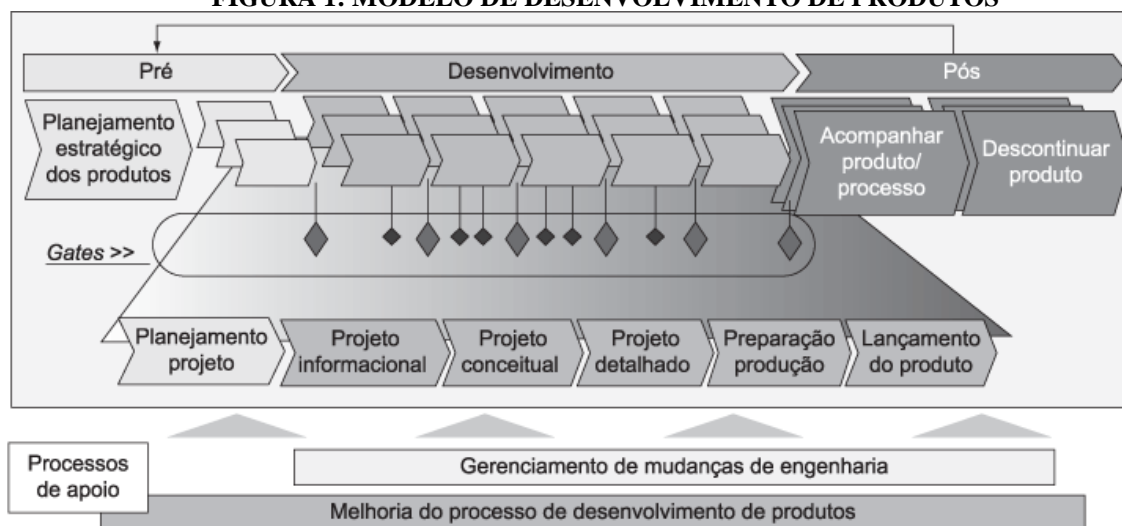 FIGURA 1: MODELO DE DESENVOLVIMENTO DE PRODUTOS
Pré
Desenvolvimento
Pós
Planejamento
estratégico
dos produtos
Acompanhar
produto/
processo
Descontinuar
produto
Gates >>
Planejamento
projeto
Projeto
informacional
Projeto
conceitual
Projeto
detalhado
Preparação
produção
Lançamento
do produto
Processos
de apoio
Gerenciamento de mudanças de engenharia
Melhoria do processo de desenvolvimento de produtos